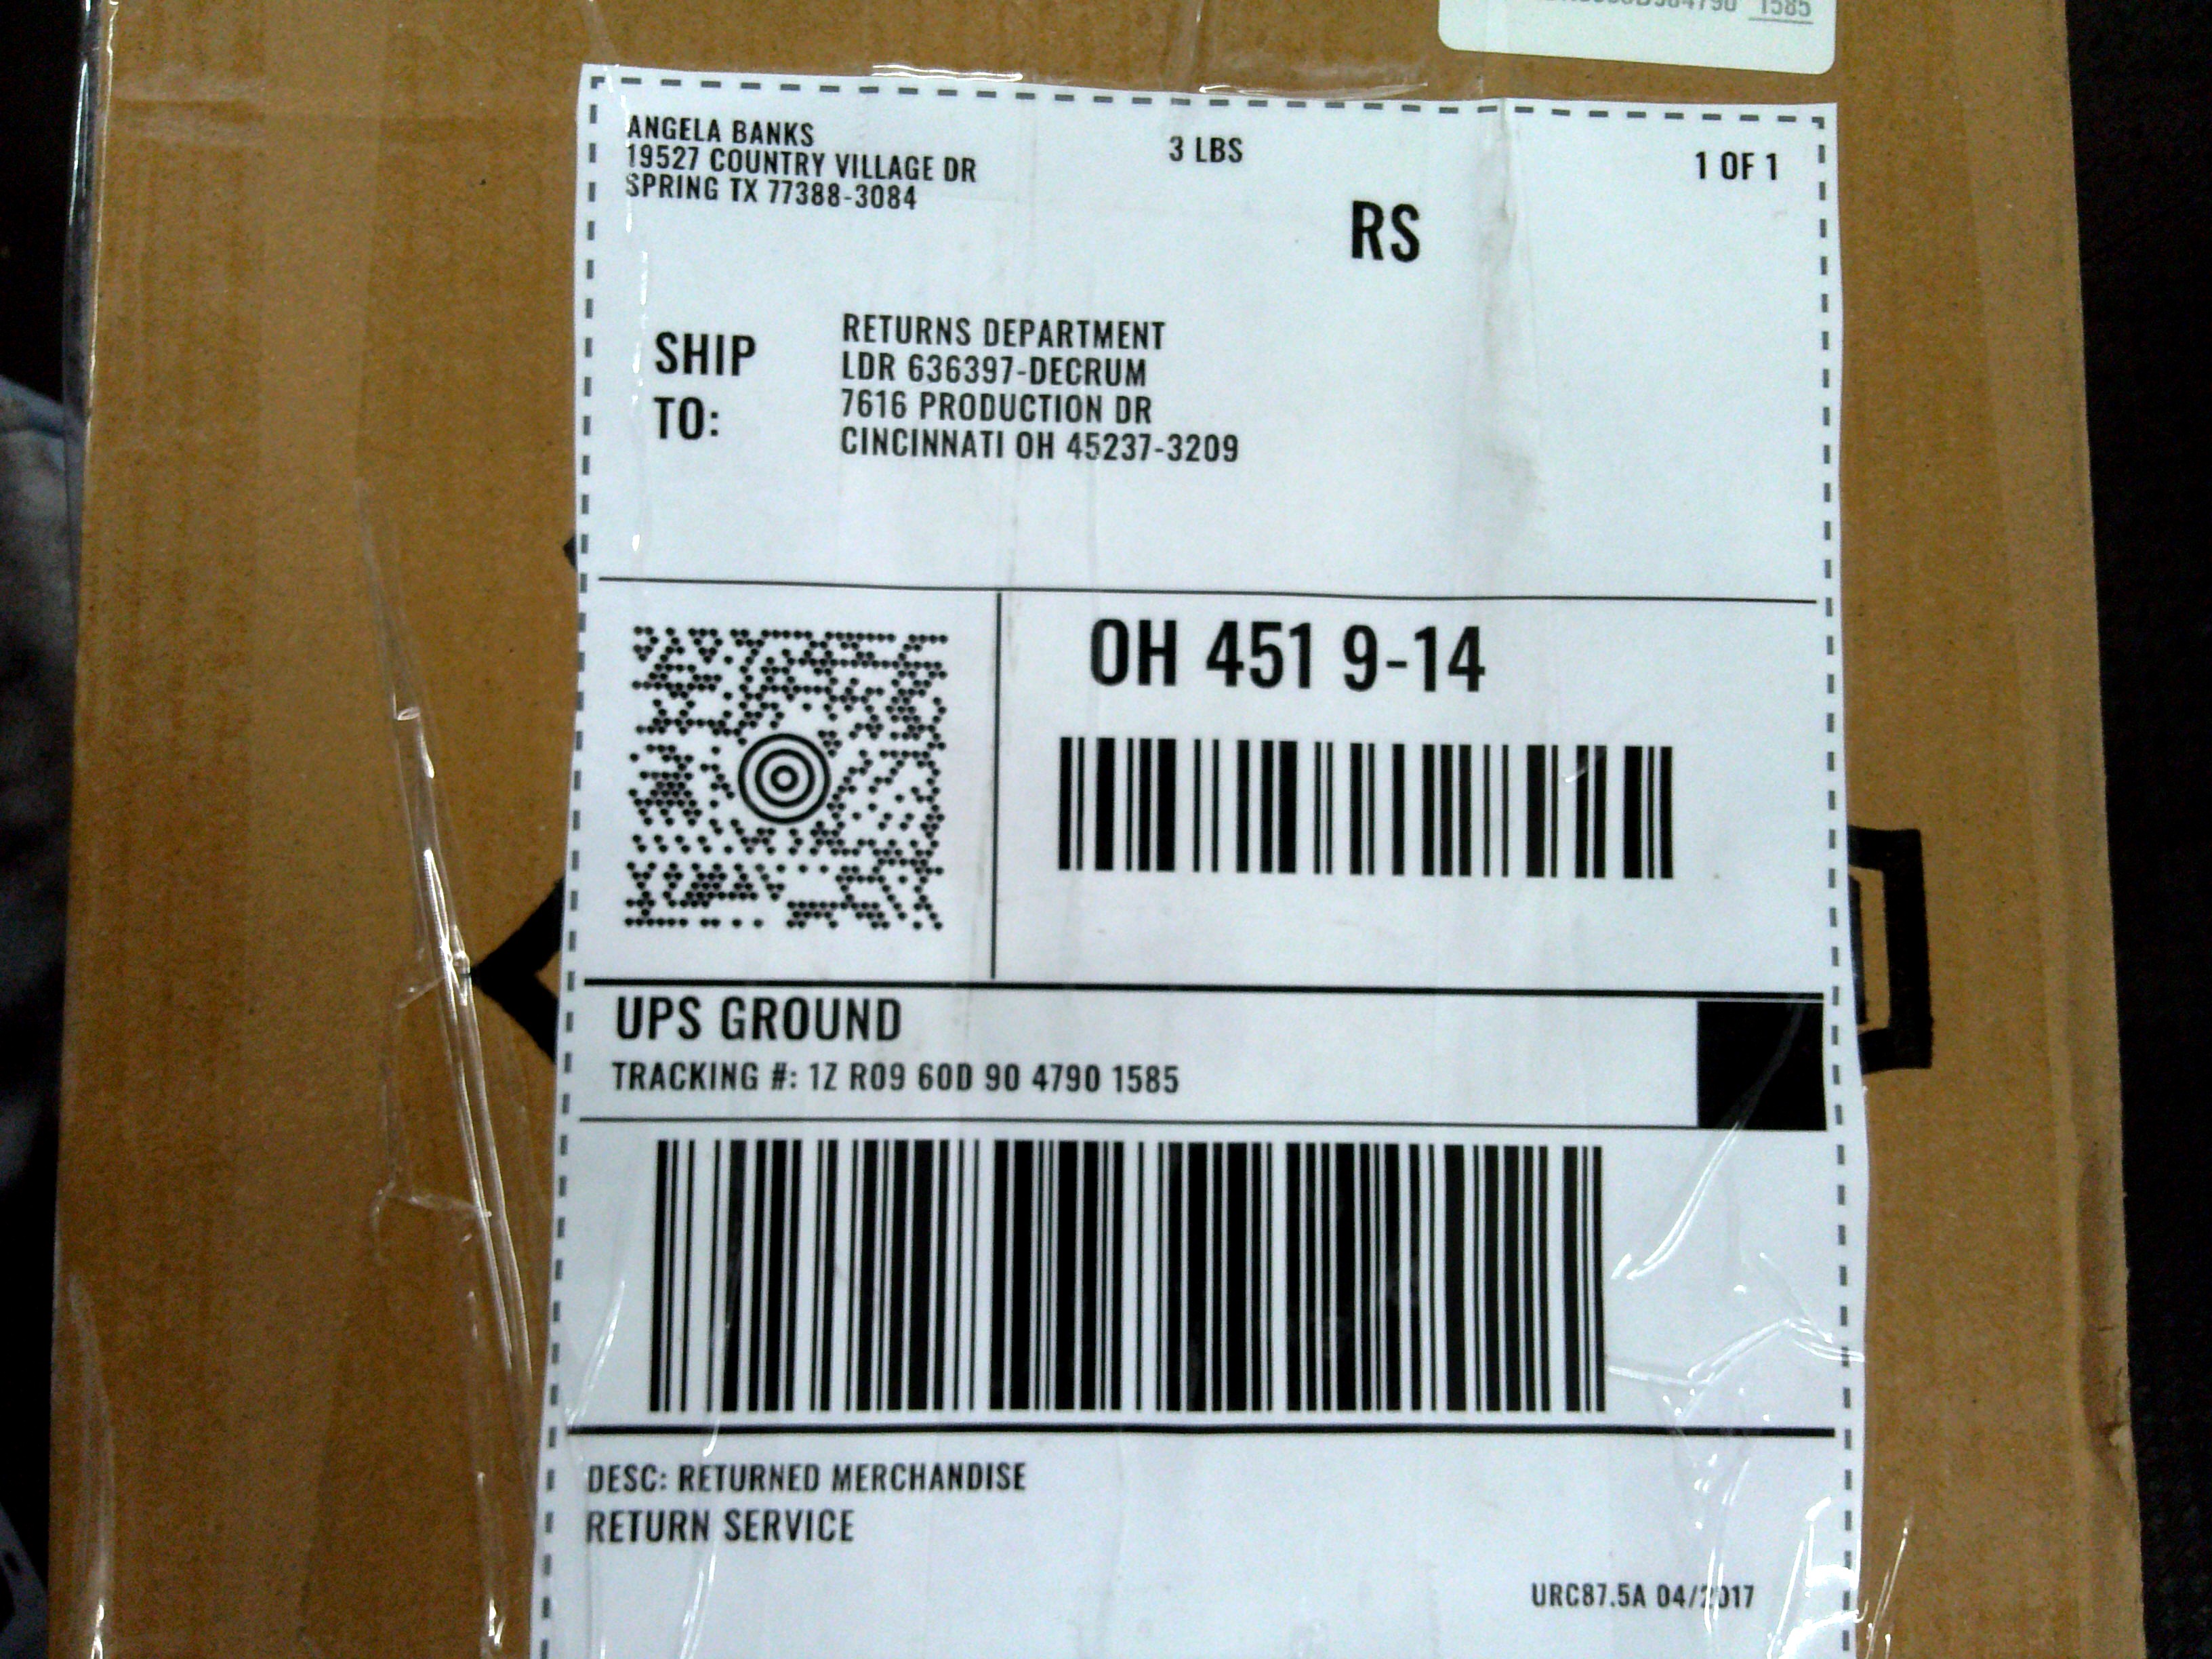 1585
ANGELA BANKS
19527 COUNTRY VILLAGE DR
SPRING TX 77388-3084
3 LBS
1 OF 1
RS
SHIP TO:
RETURNS DEPARTMENT
LDR 636397-DECRUM
7616 PRODUCTION DR
CINCINNATI OH 45237-3209
OH 451 9-14
UPS GROUND
TRACKING #: 1Z R09 60D 90 4790 1585
DESC: RETURNED MERCHANDISE
RETURN SERVICE
URC87.5A 04/2017